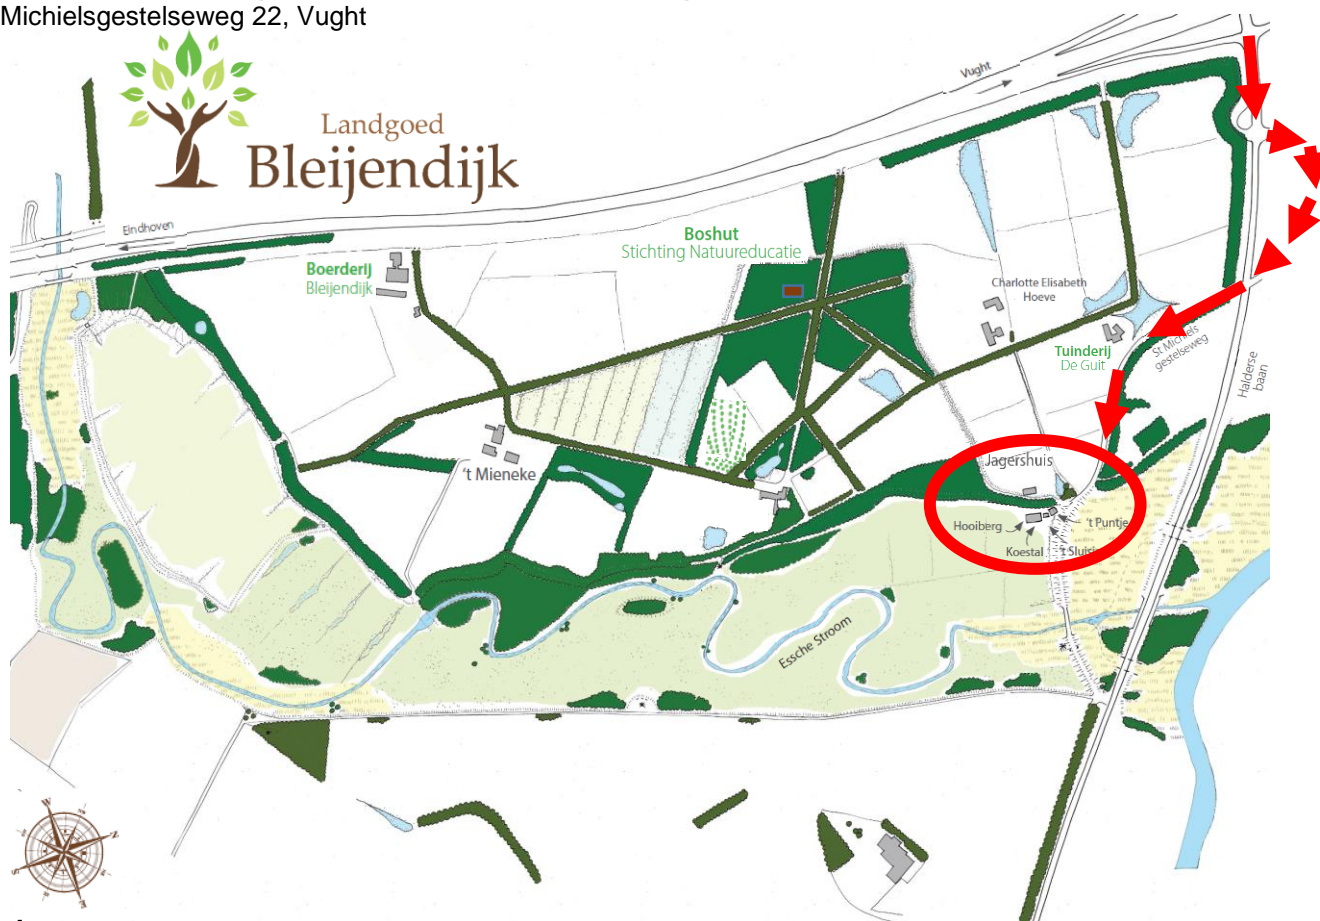 Michielsgestelseweg 22, Vught
Landgoed
Bleijendijk
Vught
Eindhoven
Boshut
Stichting Natuureducatie
Boerderij
Bleijendijk
Charlotte Elisabeth
Hoeve
Tuinderij
De Guit
St Michiels
gestelseweg
Halderse
baan
't Mieneke
Jagershuis
Hooiberg
't Puntje
Koestal
Essche Stroom